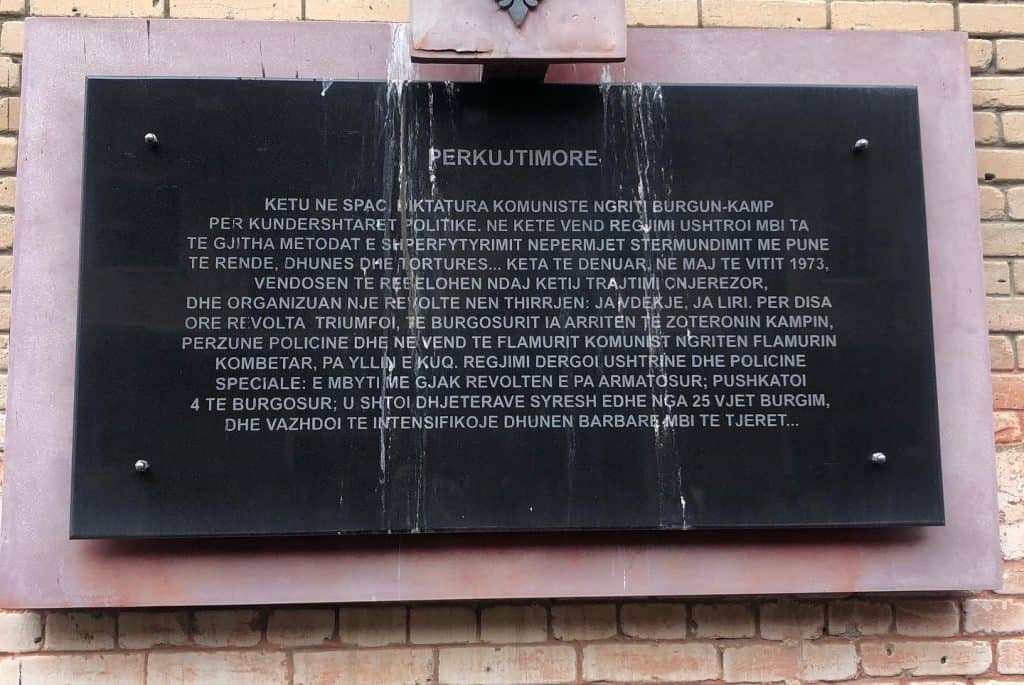 PERKUJTIMORE
KETU NE SPAC, DIKTATURA KOMUNISTE NGRITI BURGUN-KAMP
PER KUNDERSHTARET POLITIKE. NE KETE VEND REGJIMI USHTROI MBI TA
TE GJITHA METODAT E SHPERFYTYRIMIT NEPERMJET STERMUNDIMIT ME PUNE
TE RENDE, DHUNES DHE TORTURES... KETA TE DENUAR, NE MAJ TE VITIT 1973,
VENDOSEN TE REBELOHEN NDAJ KETIJ TRAJTIMI ÇNJEREZOR,
DHE ORGANIZUAN NJE REVOLTE NEN THIRRJEN: JA VDEKJE, JA LIRI. PER DISA
ORE REVOLTA TRIUMFOI, TE BURGOSURIT IA ARRITEN TE ZOTERONIN KAMPIN,
PERZUNE POLICINE DHE NE VEND TE FLAMURIT KOMUNIST NGRITEN FLAMURIN
KOMBETAR, PA YLLIN E KUQ. REGJIMI DERGOI USHTRINE DHE POLICINE
SPECIALE: E MBYTI ME GJAK REVOLTEN E PA ARMATOSUR; PUSHKATOI
4 TE BURGOSUR; U SHTOI DHJETERAVE SYRESH EDHE NGA 25 VJET BURGIM,
DHE VAZHDOI TE INTENSIFIKOJE DHUNEN BARBARE MBI TE TJERET...